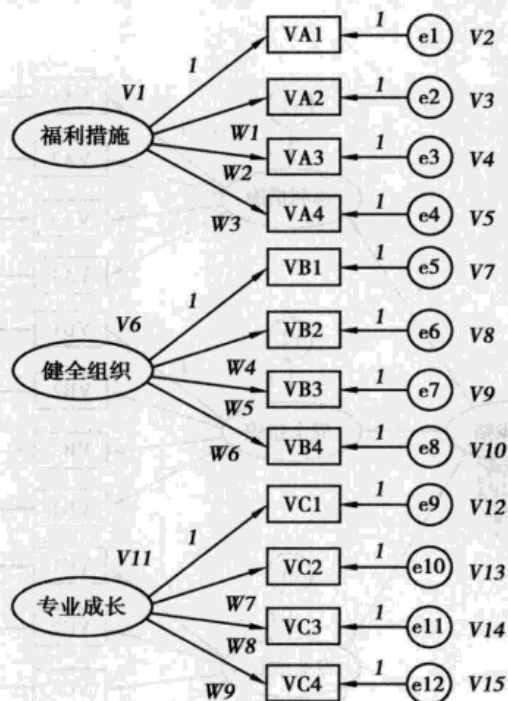 VA1 1 e1 V2
1
V1
VA2 1 e2 V3
福利措施
W1
VA3 1 e3 V4
W2
W3
VA4 1 e4 V5
VB1 1 e5 V7
1
V6
VB2 1 e6 V8
健全组织
W4
VB3 1 e7 V9
W5
W6
VB4 1 e8 V10
VC1 1 e9 V12
1
V11
VC2 1 e10 V13
专业成长
W7
VC3 1 e11 V14
W8
W9
VC4 1 e12 V15